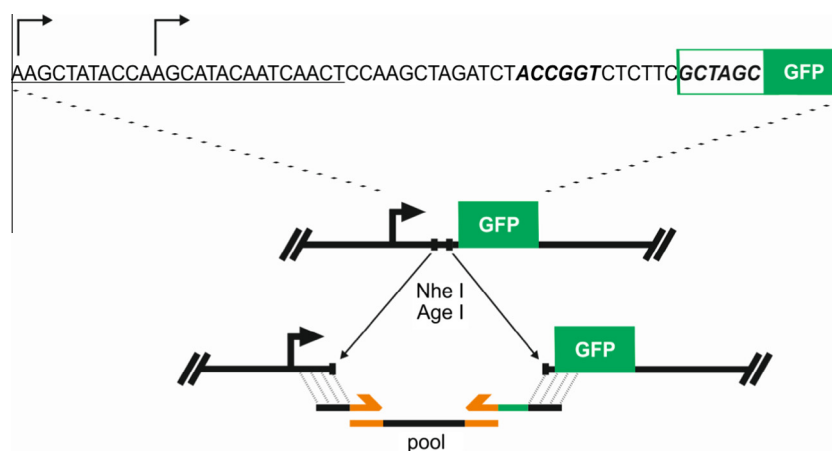 AAGCTATACCAAGCATACAATCAACTCCAAGCTAGATCTACCGGTCTCTTCGCTAGC GFP
GFP
Nhe I
Age I
GFP
pool